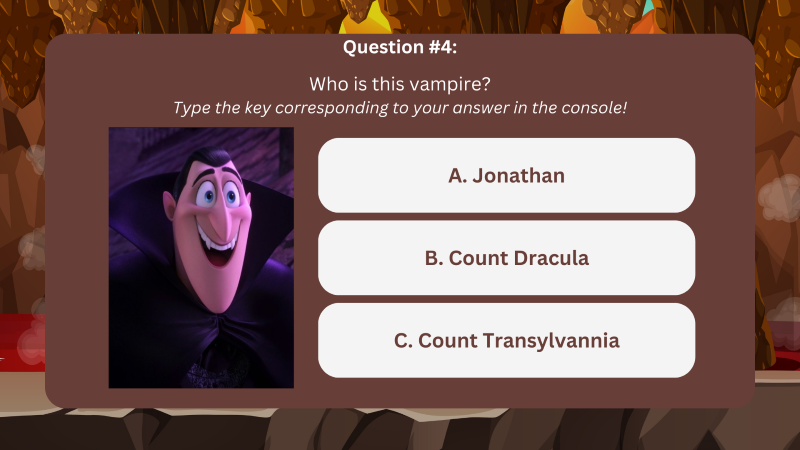 Question #4:
Who is this vampire?
Type the key corresponding to your answer in the console!
A. Jonathan
B. Count Dracula
C. Count Transylvannia